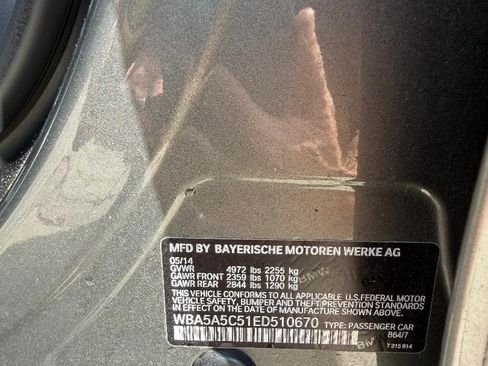 MFD BY BAYERISCHE MOTOREN WERKE AG
05/14
GVWR 4972 lbs 2255 kg
GAWR FRONT 2359 lbs 1070 kg
GAWR REAR 2844 lbs 1290 kg
THIS CAR CONFORMS TO ALL APPLICABLE U.S.FEDERAL MOTOR
VEHICLE SAFETY, BUMPER AND THEFT PREVENTION STANDARDS
IN EFFECT ON THE DATE OF MANUFACTURE SHOWN ABOVE.
WBA5A5C51ED510670 TYPE: PASSENGER CAR
B64/7
7 315 814
BMW
BMW